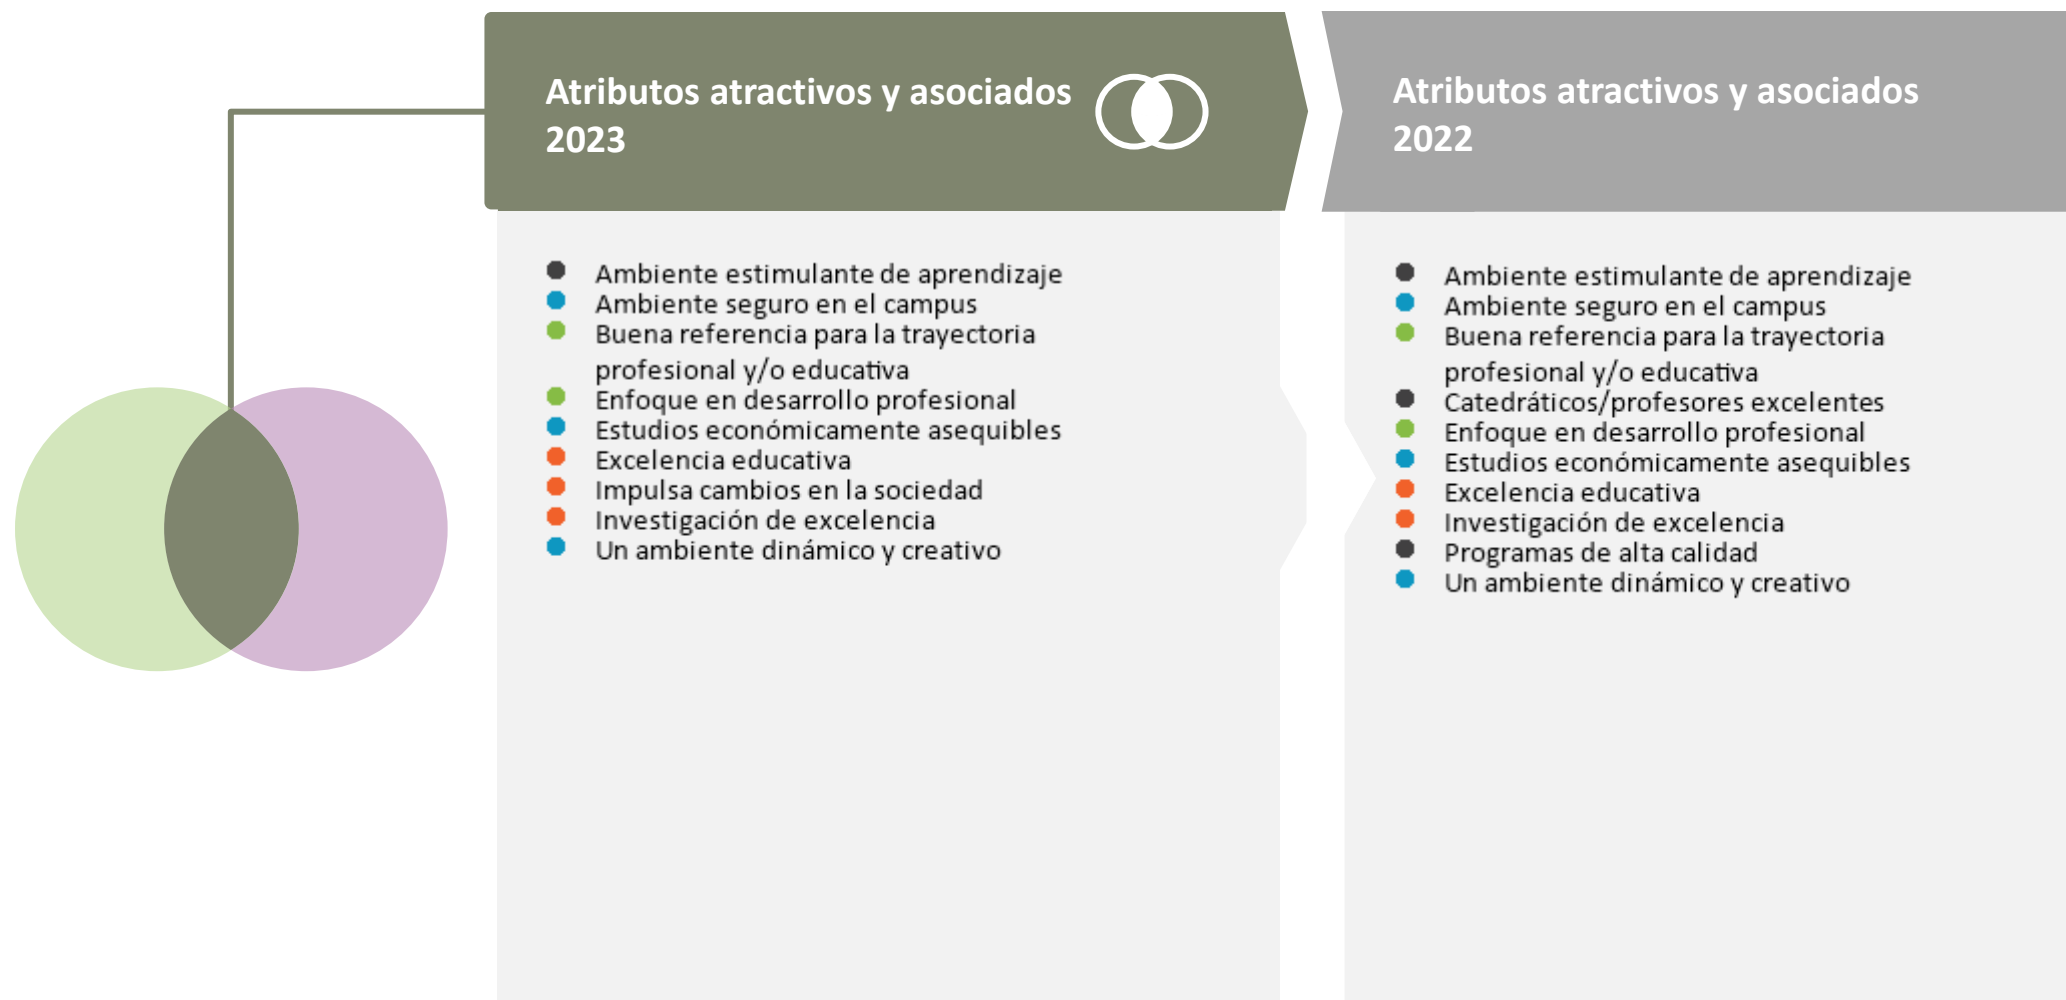 Atributos atractivos y asociados
2023
Ambiente estimulante de aprendizaje
Ambiente seguro en el campus
Buena referencia para la trayectoria
profesional y/o educativa
Enfoque en desarrollo profesional
Estudios económicamente asequibles
Excelencia educativa
Impulsa cambios en la sociedad
Investigación de excelencia
Un ambiente dinámico y creativo
Atributos atractivos y asociados
2022
Ambiente estimulante de aprendizaje
Ambiente seguro en el campus
Buena referencia para la trayectoria
profesional y/o educativa
Catedráticos/profesores excelentes
Enfoque en desarrollo profesional
Estudios económicamente asequibles
Excelencia educativa
Investigación de excelencia
Programas de alta calidad
Un ambiente dinámico y creativo